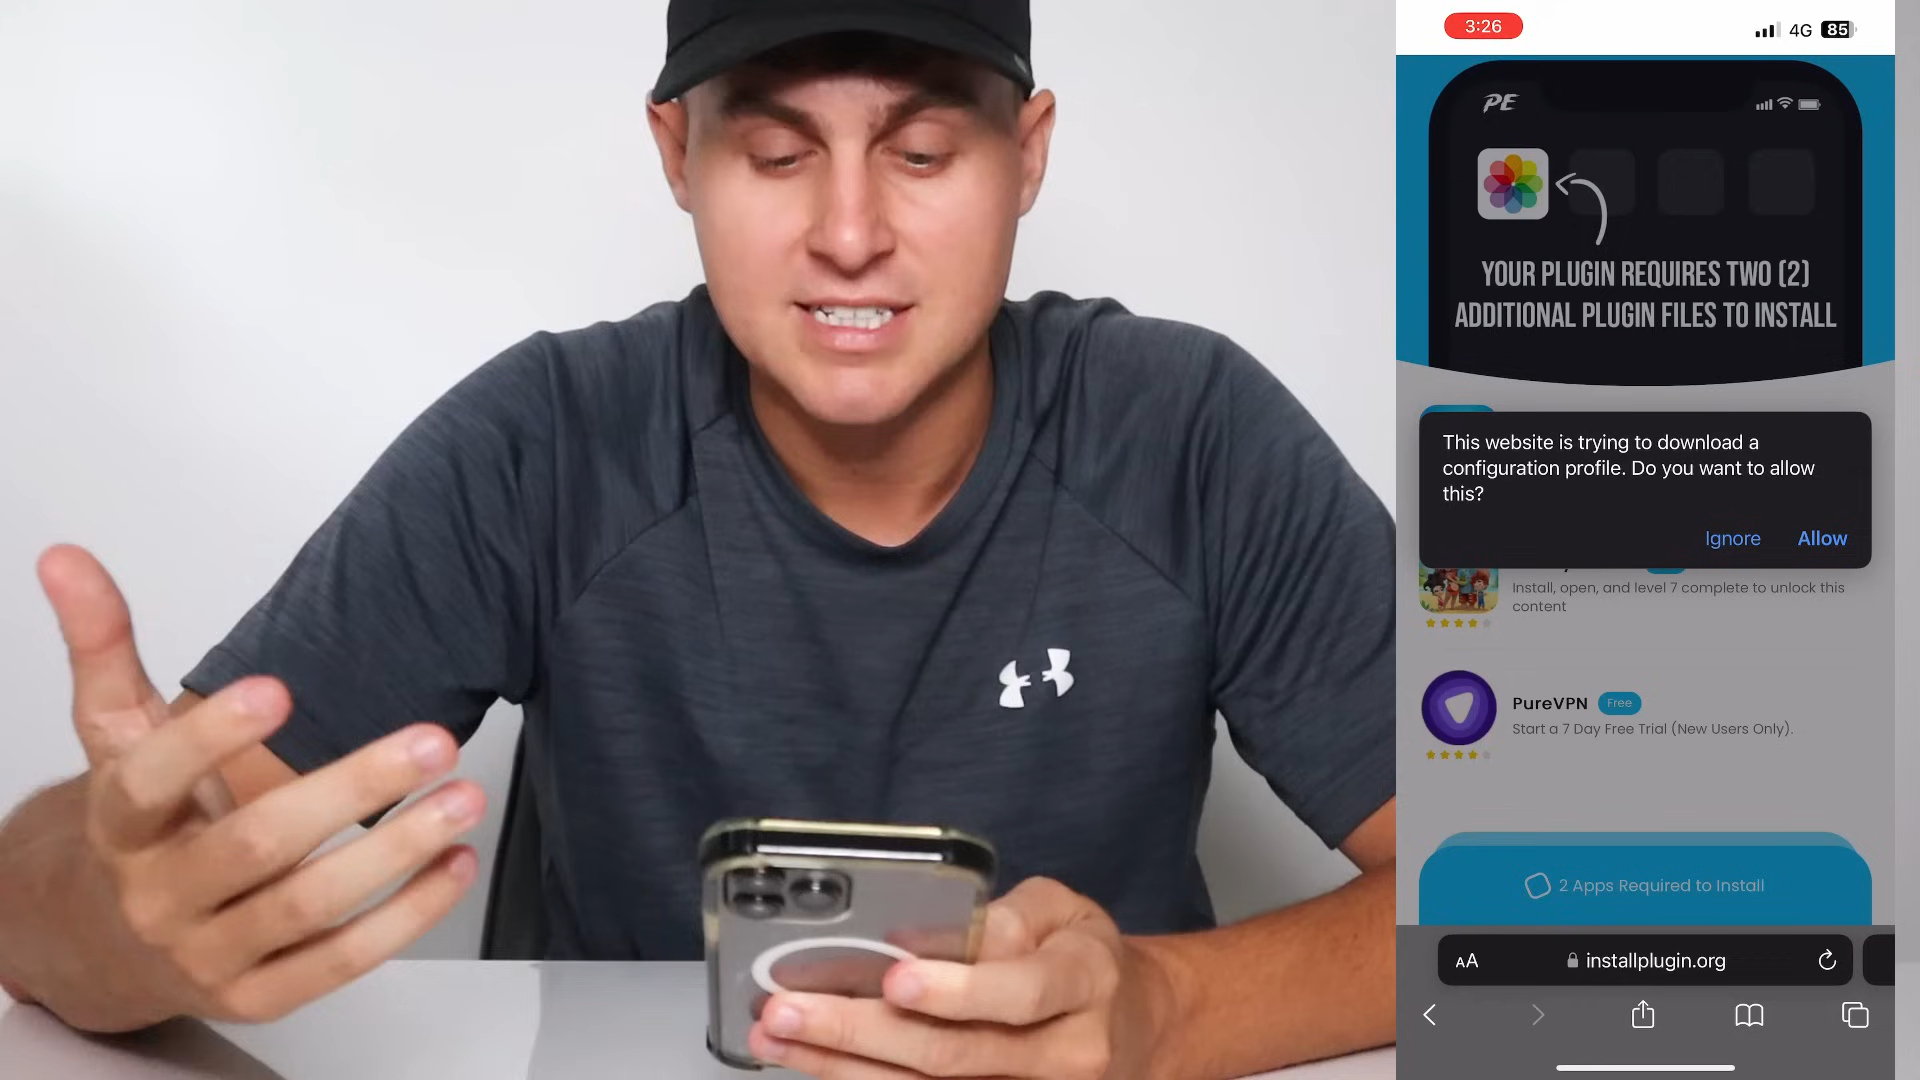 3:26
4G 85
PE
YOUR PLUGIN REQUIRES TWO (2)
ADDITIONAL PLUGIN FILES TO INSTALL
This website is trying to download a
configuration profile. Do you want to allow
this?
Ignore Allow
Install, open, and level 7 complete to unlock this
content
PureVPN Free
Start a 7 Day Free Trial (New Users Only).
2 Apps Required to Install
AA installplugin.org